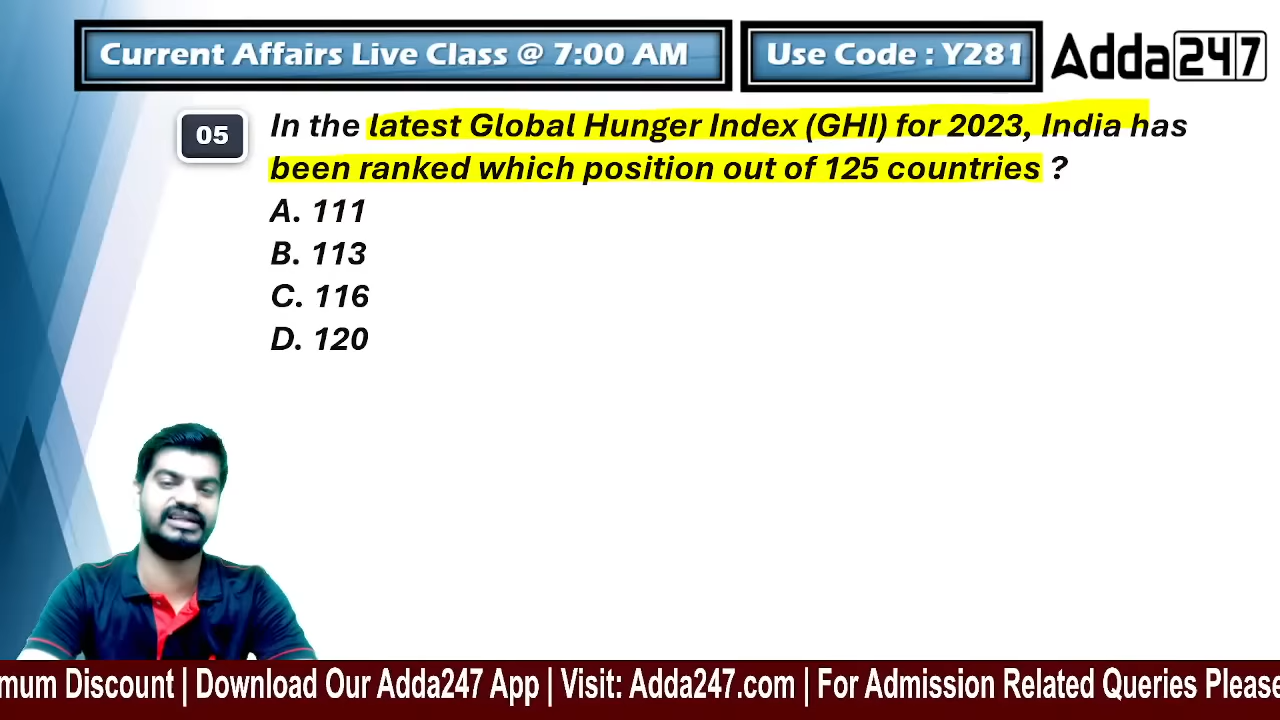 Current Affairs Live Class @ 7:00 AM
Use Code : Y281
Adda247
05
In the latest Global Hunger Index (GHI) for 2023, India has
been ranked which position out of 125 countries ?
A. 111
B. 113
C. 116
D. 120
mum Discount | Download Our Adda247 App | Visit: Adda247.com | For Admission Related Queries Please